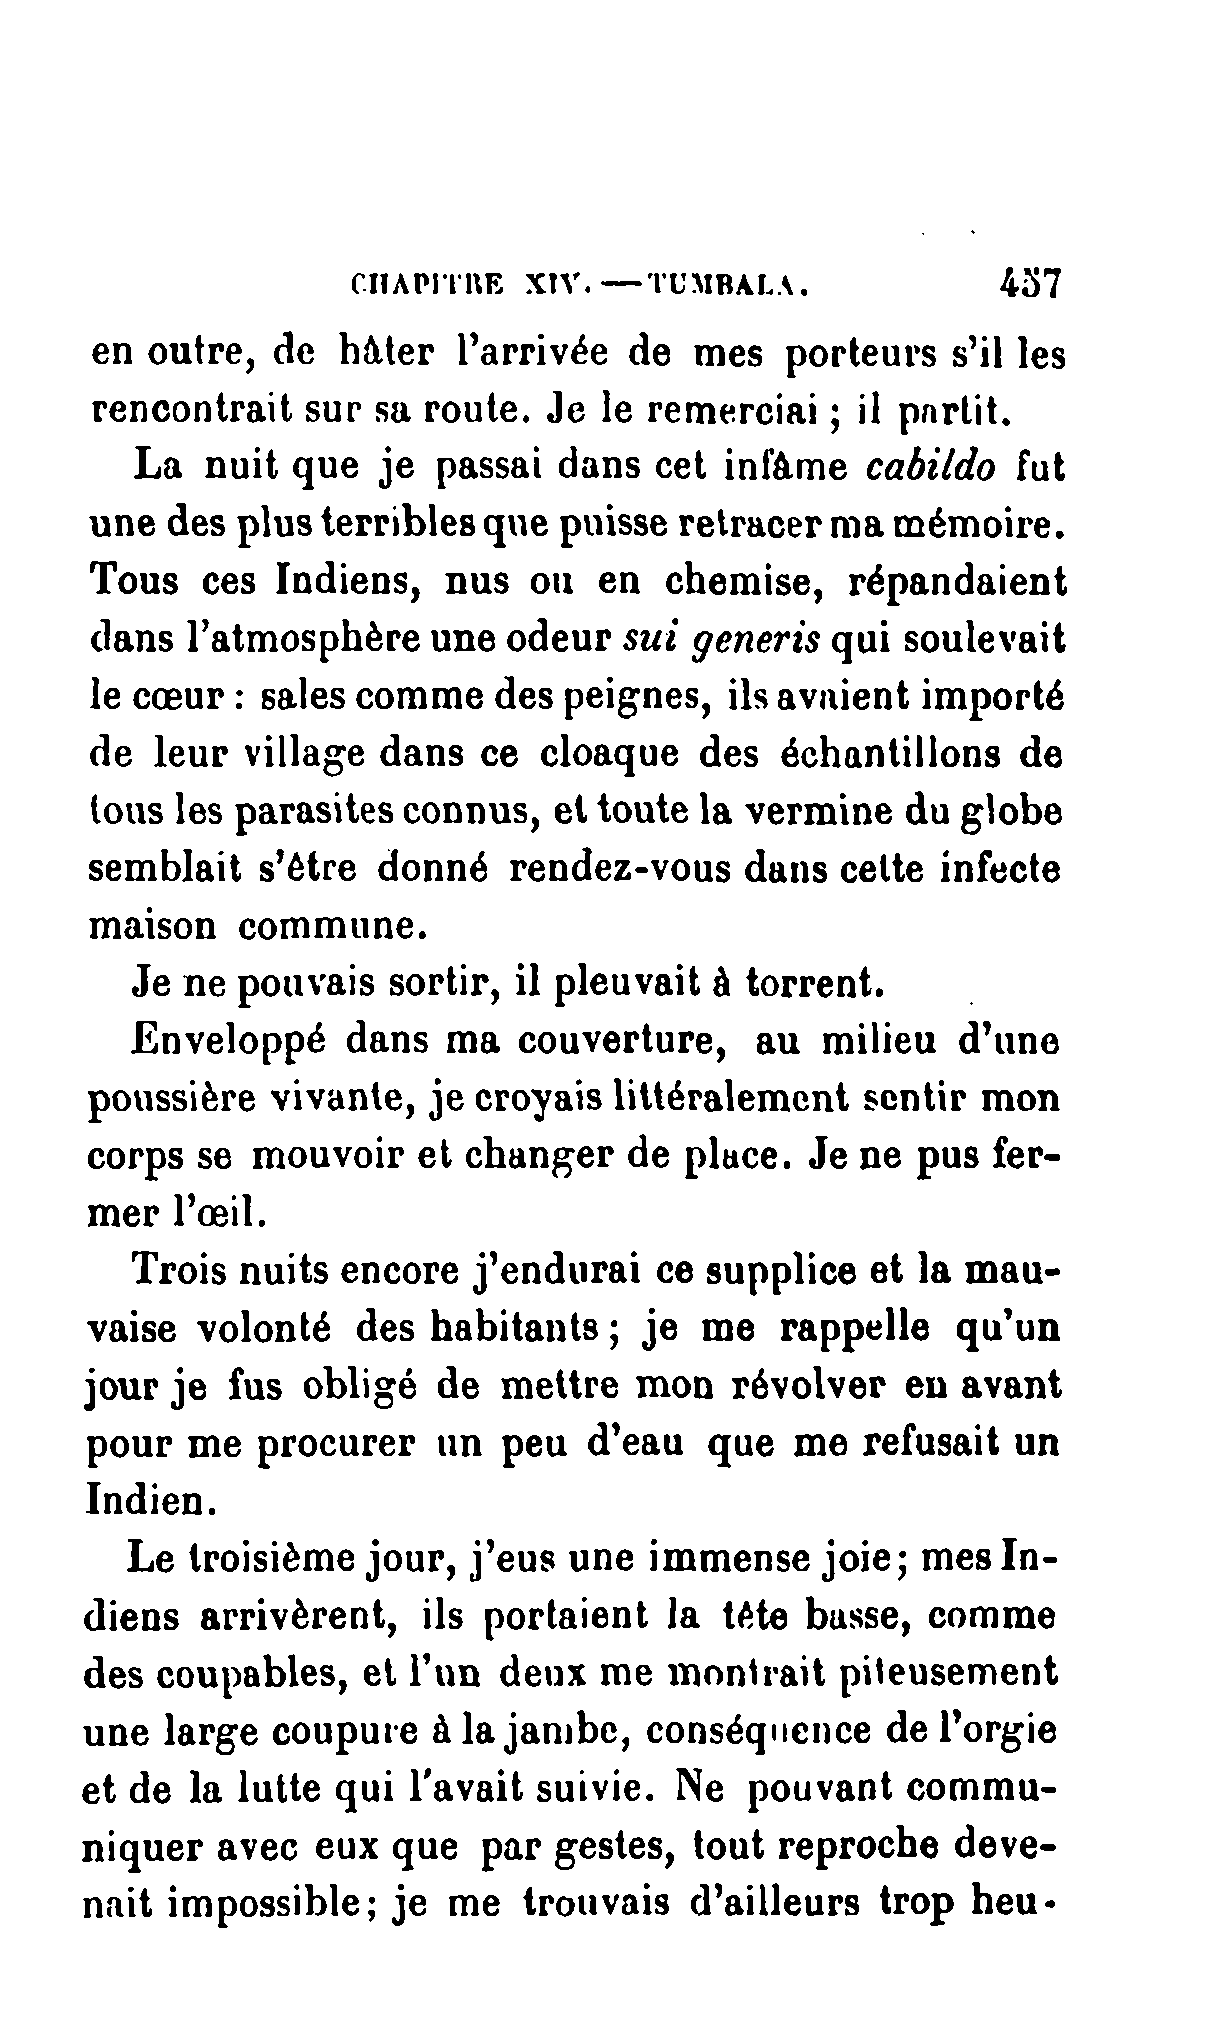 CHAPITRE XIV. — TUMBALA. 457
en outre, de hâter l'arrivée de mes porteurs s'il les
rencontrait sur sa route. Je le remerciai ; il partit.
La nuit que je passai dans cet infâme cabildo fut
une des plus terribles que puisse retracer ma mémoire.
Tous ces Indiens, nus ou en chemise, répandaient
dans l'atmosphère une odeur sui generis qui soulevait
le cœur : sales comme des peignes, ils avaient importé
de leur village dans ce cloaque des échantillons de
tous les parasites connus, et toute la vermine du globe
semblait s'être donné rendez-vous dans cette infecte
maison commune.
Je ne pouvais sortir, il pleuvait à torrent.
Enveloppé dans ma couverture, au milieu d'une
poussière vivante, je croyais littéralement sentir mon
corps se mouvoir et changer de place. Je ne pus fer-
mer l'œil.
Trois nuits encore j'endurai ce supplice et la mau-
vaise volonté des habitants ; je me rappelle qu'un
jour je fus obligé de mettre mon révolver en avant
pour me procurer un peu d'eau que me refusait un
Indien.
Le troisième jour, j'eus une immense joie; mes In-
diens arrivèrent, ils portaient la tête basse, comme
des coupables, et l'un deux me montrait piteusement
une large coupure à la jambe, conséquence de l'orgie
et de la lutte qui l'avait suivie. Ne pouvant commu-
niquer avec eux que par gestes, tout reproche deve-
nait impossible; je me trouvais d'ailleurs trop heu-